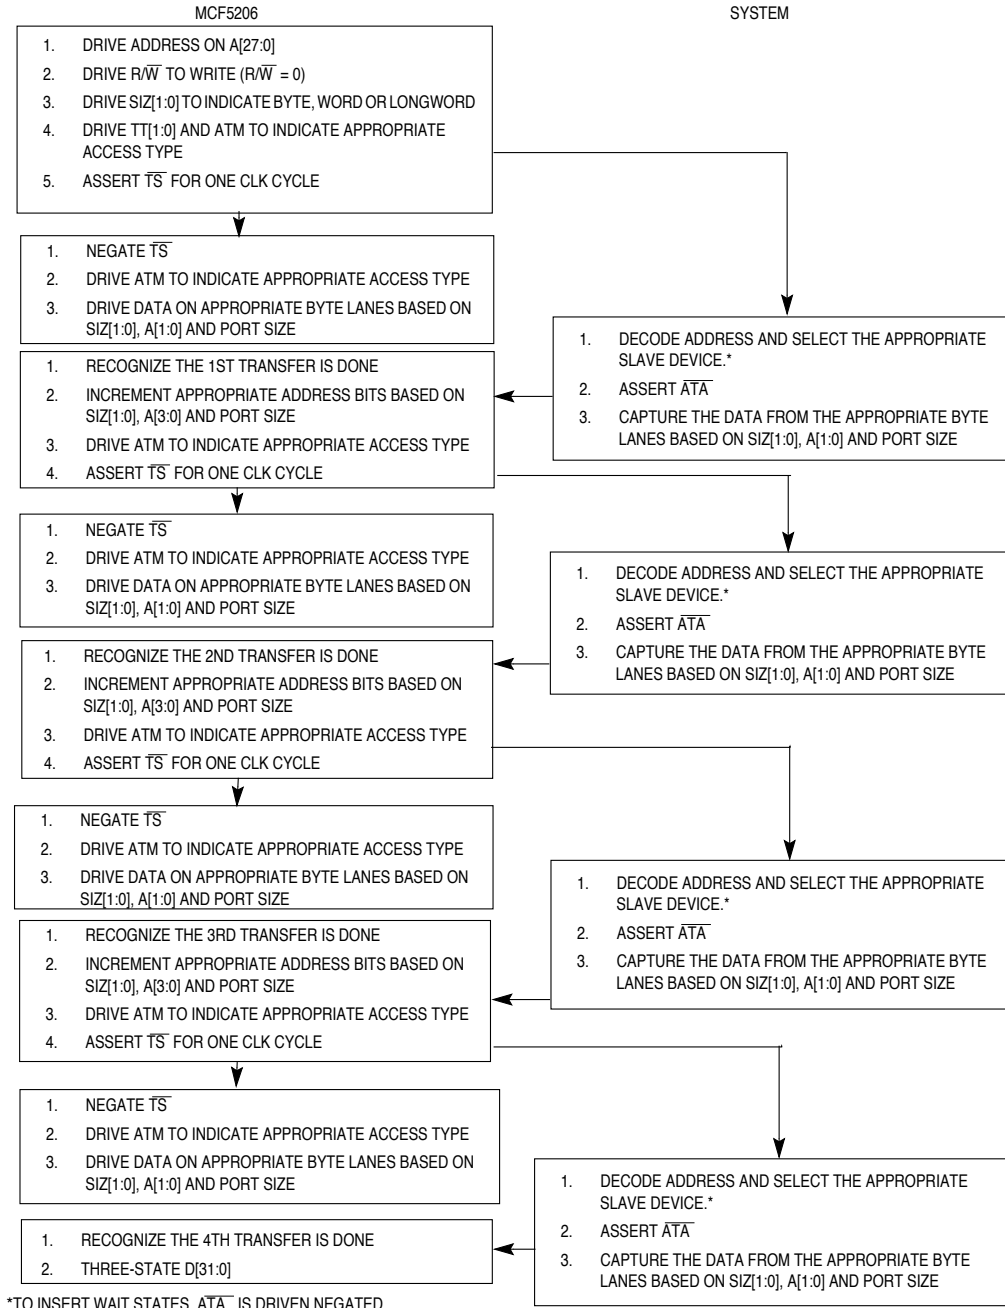 MCF5206
SYSTEM
1. DRIVE ADDRESS ON A[27:0]
2. DRIVE R/W̅ TO WRITE (R/W̅ = 0)
3. DRIVE SIZ[1:0] TO INDICATE BYTE, WORD OR LONGWORD
4. DRIVE TT[1:0] AND ATM TO INDICATE APPROPRIATE
ACCESS TYPE
5. ASSERT T̅S̅ FOR ONE CLK CYCLE
1. NEGATE T̅S̅
2. DRIVE ATM TO INDICATE APPROPRIATE ACCESS TYPE
3. DRIVE DATA ON APPROPRIATE BYTE LANES BASED ON
SIZ[1:0], A[1:0] AND PORT SIZE
1. DECODE ADDRESS AND SELECT THE APPROPRIATE
SLAVE DEVICE.*
2. ASSERT A̅T̅A̅
3. CAPTURE THE DATA FROM THE APPROPRIATE BYTE
LANES BASED ON SIZ[1:0], A[1:0] AND PORT SIZE
1. RECOGNIZE THE 1ST TRANSFER IS DONE
2. INCREMENT APPROPRIATE ADDRESS BITS BASED ON
SIZ[1:0], A[3:0] AND PORT SIZE
3. DRIVE ATM TO INDICATE APPROPRIATE ACCESS TYPE
4. ASSERT T̅S̅ FOR ONE CLK CYCLE
1. NEGATE T̅S̅
2. DRIVE ATM TO INDICATE APPROPRIATE ACCESS TYPE
3. DRIVE DATA ON APPROPRIATE BYTE LANES BASED ON
SIZ[1:0], A[1:0] AND PORT SIZE
1. DECODE ADDRESS AND SELECT THE APPROPRIATE
SLAVE DEVICE.*
2. ASSERT A̅T̅A̅
3. CAPTURE THE DATA FROM THE APPROPRIATE BYTE
LANES BASED ON SIZ[1:0], A[1:0] AND PORT SIZE
1. RECOGNIZE THE 2ND TRANSFER IS DONE
2. INCREMENT APPROPRIATE ADDRESS BITS BASED ON
SIZ[1:0], A[3:0] AND PORT SIZE
3. DRIVE ATM TO INDICATE APPROPRIATE ACCESS TYPE
4. ASSERT T̅S̅ FOR ONE CLK CYCLE
1. NEGATE T̅S̅
2. DRIVE ATM TO INDICATE APPROPRIATE ACCESS TYPE
3. DRIVE DATA ON APPROPRIATE BYTE LANES BASED ON
SIZ[1:0], A[1:0] AND PORT SIZE
1. DECODE ADDRESS AND SELECT THE APPROPRIATE
SLAVE DEVICE.*
2. ASSERT A̅T̅A̅
3. CAPTURE THE DATA FROM THE APPROPRIATE BYTE
LANES BASED ON SIZ[1:0], A[1:0] AND PORT SIZE
1. RECOGNIZE THE 3RD TRANSFER IS DONE
2. INCREMENT APPROPRIATE ADDRESS BITS BASED ON
SIZ[1:0], A[3:0] AND PORT SIZE
3. DRIVE ATM TO INDICATE APPROPRIATE ACCESS TYPE
4. ASSERT T̅S̅ FOR ONE CLK CYCLE
1. NEGATE T̅S̅
2. DRIVE ATM TO INDICATE APPROPRIATE ACCESS TYPE
3. DRIVE DATA ON APPROPRIATE BYTE LANES BASED ON
SIZ[1:0], A[1:0] AND PORT SIZE
1. DECODE ADDRESS AND SELECT THE APPROPRIATE
SLAVE DEVICE.*
2. ASSERT A̅T̅A̅
3. CAPTURE THE DATA FROM THE APPROPRIATE BYTE
LANES BASED ON SIZ[1:0], A[1:0] AND PORT SIZE
1. RECOGNIZE THE 4TH TRANSFER IS DONE
2. THREE-STATE D[31:0]
*TO INSERT WAIT STATES, A̅T̅A̅ IS DRIVEN NEGATED